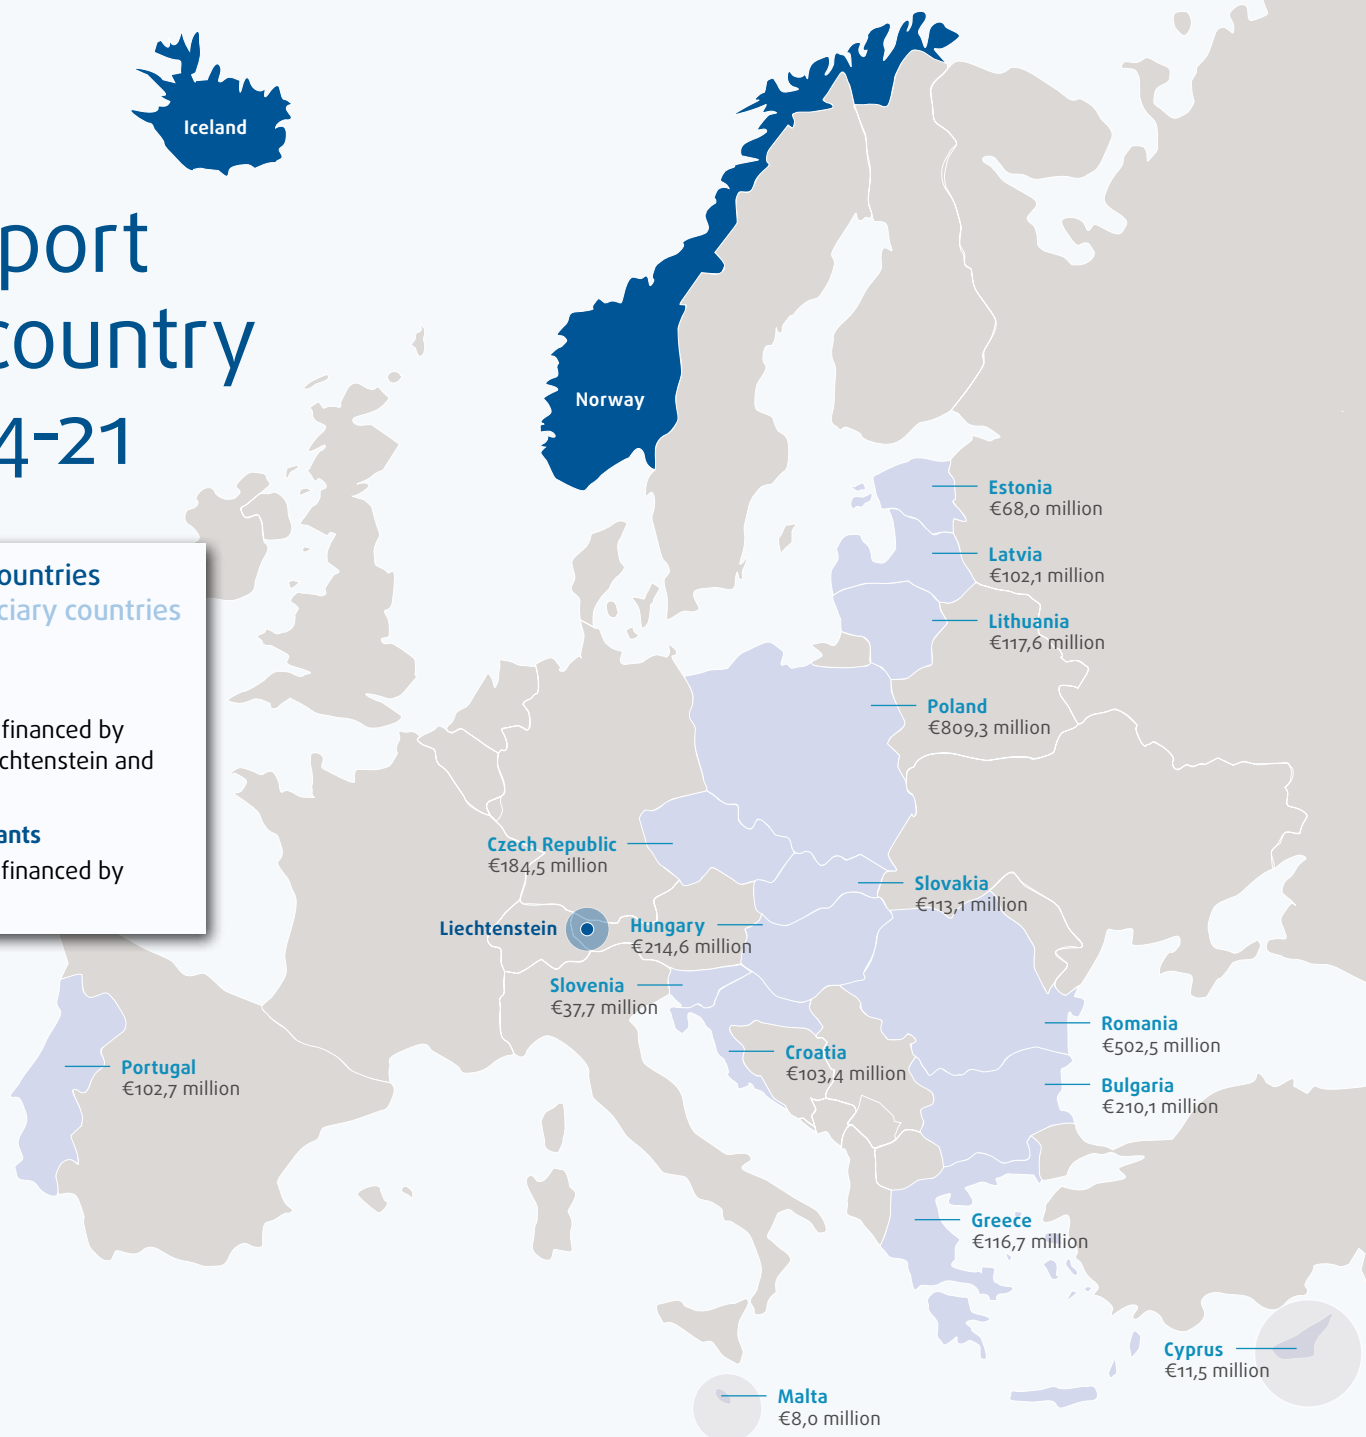 Iceland
port
country
4-21
Norway
ountries
ciary countries
financed by
chtenstein and
ants
financed by
Estonia
€68,0 million
Latvia
€102,1 million
Lithuania
€117,6 million
Poland
€809,3 million
Czech Republic
€184,5 million
Slovakia
€113,1 million
Liechtenstein
Hungary
€214,6 million
Slovenia
€37,7 million
Romania
€502,5 million
Croatia
€103,4 million
Portugal
€102,7 million
Bulgaria
€210,1 million
Greece
€116,7 million
Cyprus
€11,5 million
Malta
€8,0 million